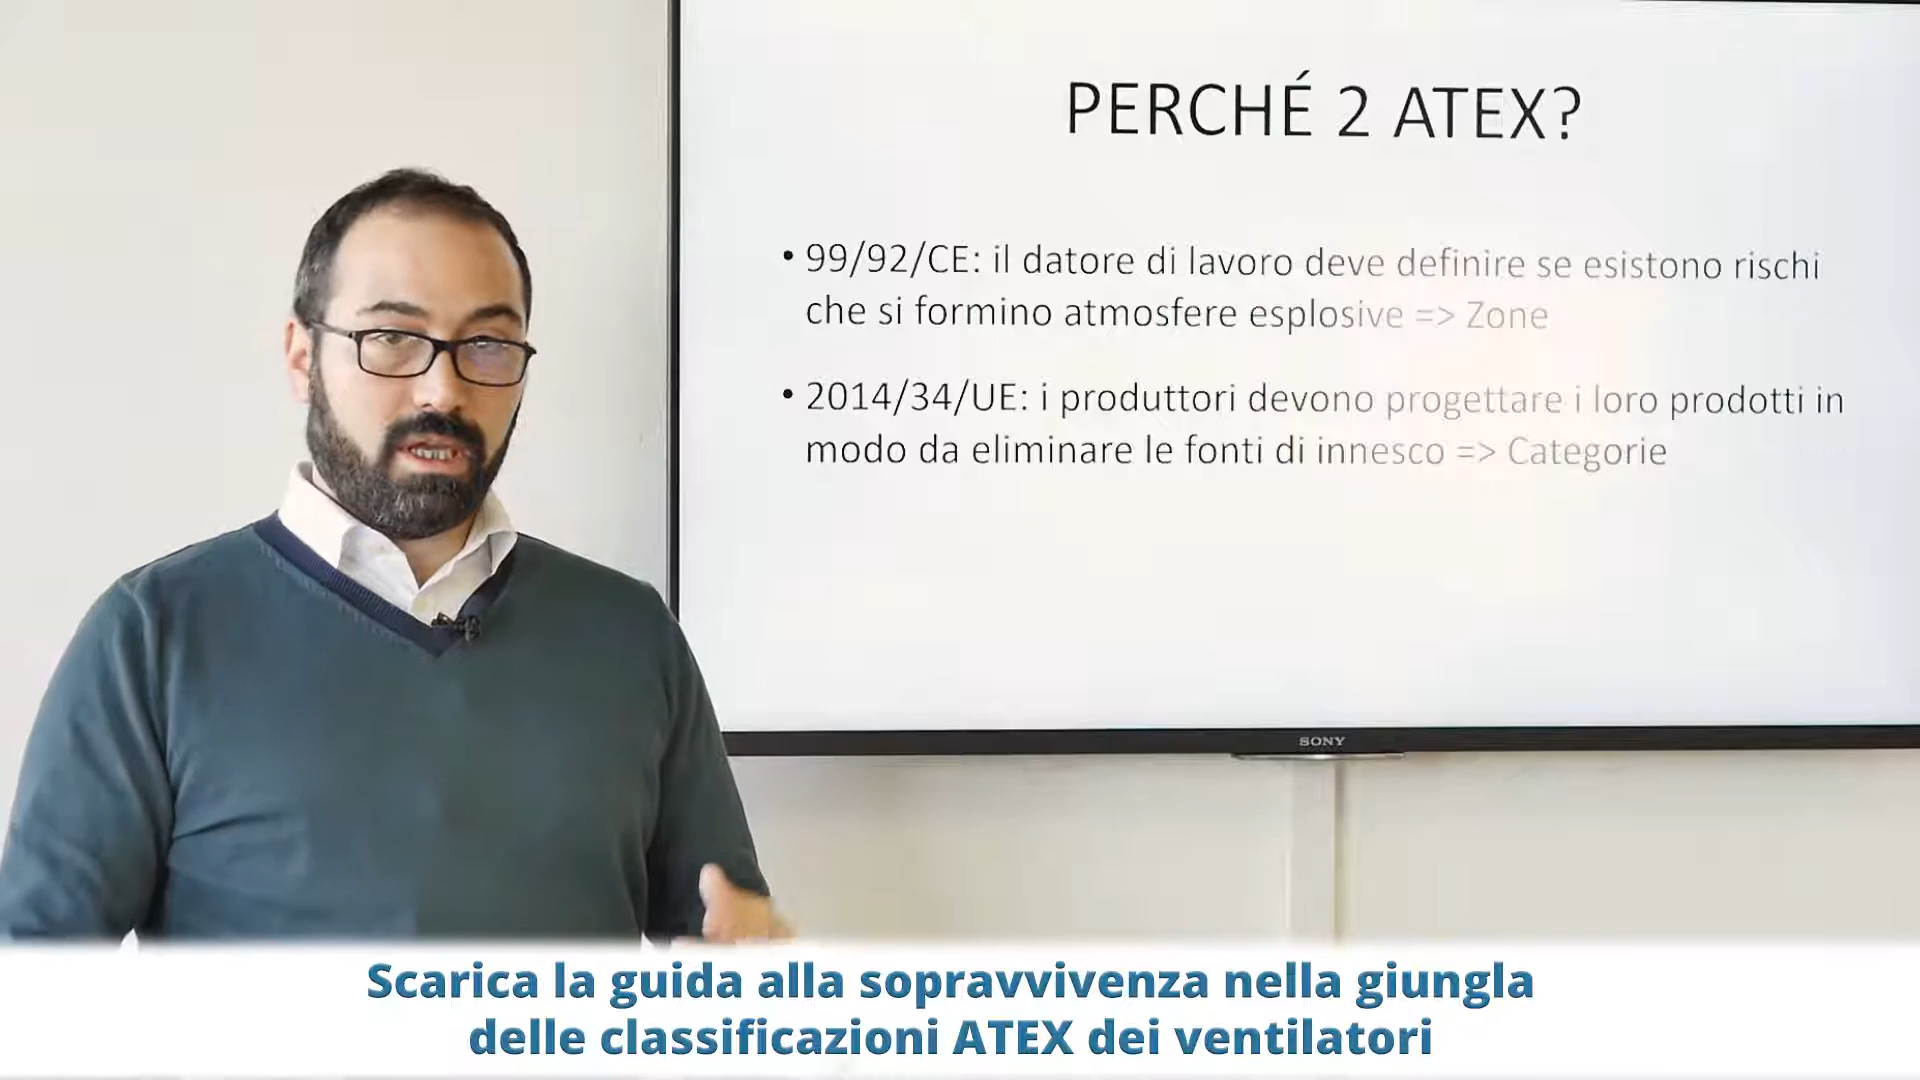 PERCHÉ 2 ATEX?
• 99/92/CE: il datore di lavoro deve definire se esistono rischi
che si formino atmosfere esplosive => Zone
• 2014/34/UE: i produttori devono progettare i loro prodotti in
modo da eliminare le fonti di innesco => Categorie
SONY
Scarica la guida alla sopravvivenza nella giungla
delle classificazioni ATEX dei ventilatori